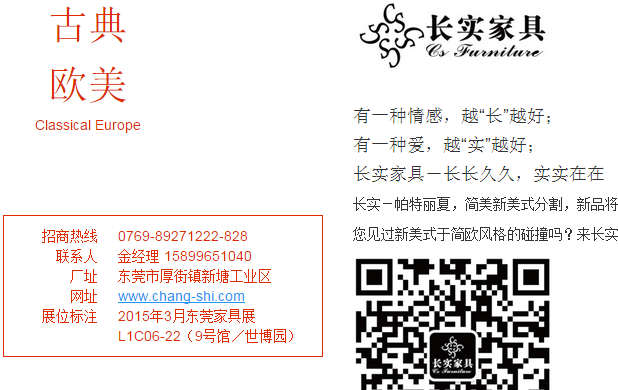 古典
欧美
Classical Europe
招商热线 0769-89271222-828
联系人 金经理 15899651040
厂址 东莞市厚街镇新塘工业区
网址 www.chang-shi.com
展位标注 2015年3月东莞家具展
L1C06-22（9号馆／世博园）
长实家具
Cs Furniture
有一种情感，越“长”越好；
有一种爱，越“实”越好；
长实家具－长长久久，实实在在
长实－帕特丽夏，简美新美式分割，新品将
您见过新美式于简欧风格的碰撞吗？来长实
长实家具
Cs Furniture